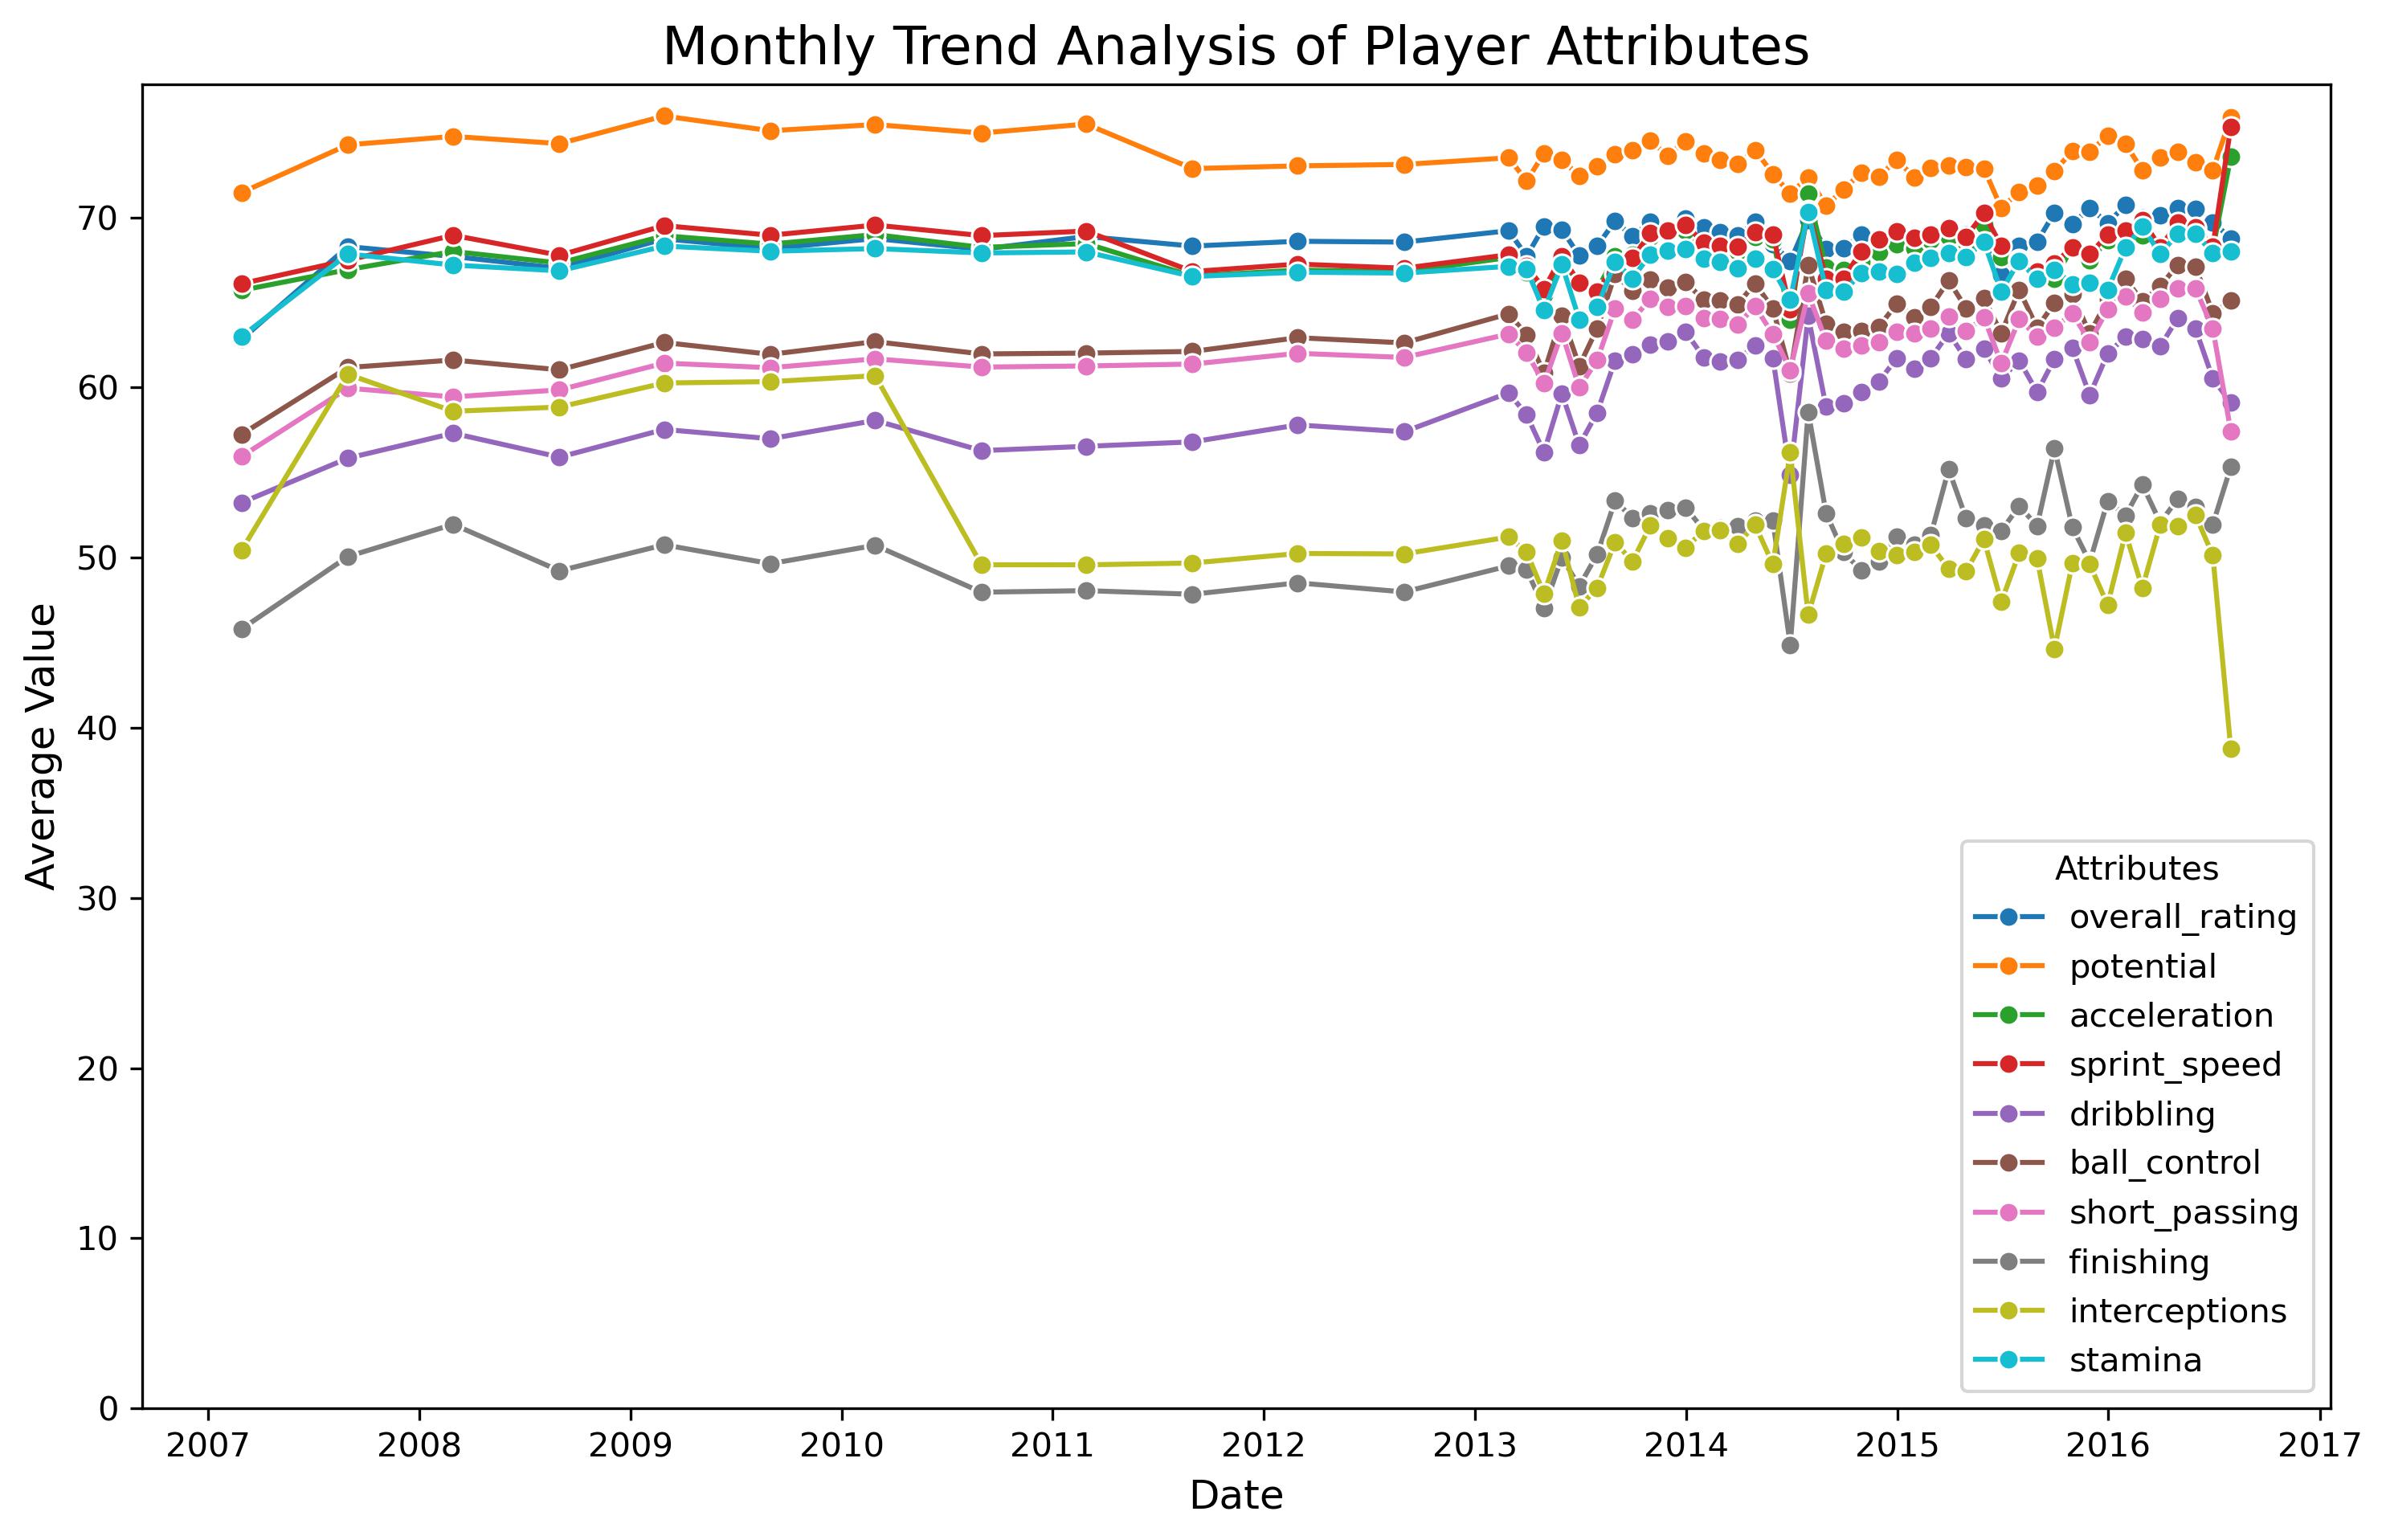 Monthly Trend Analysis of Player Attributes
Average Value
70
60
50
40
30
20
10
0
2007 2008 2009 2010 2011 2012 2013 2014 2015 2016 2017
Date
Attributes
overall_rating
potential
acceleration
sprint_speed
dribbling
ball_control
short_passing
finishing
interceptions
stamina